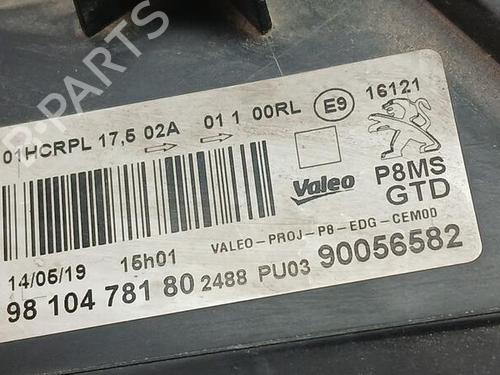 B-PARTS
01HCRPL 17,5 02A 01 1 00RL E9 16121
Valeo
P8MS
GTD
VALEO-PROJ-P8-EDG-CEMOD
14/05/19 15h01
98 104 781 80 2488 PU03 90056582